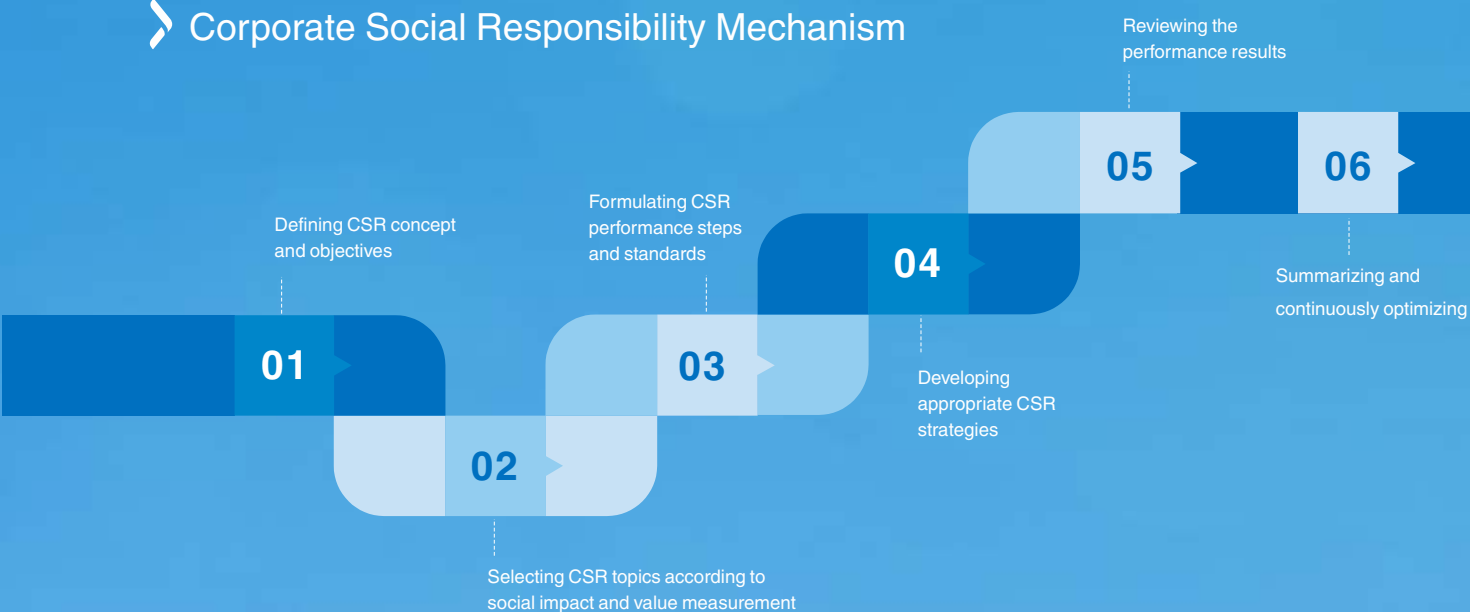 Corporate Social Responsibility Mechanism
01
Defining CSR concept
and objectives
02
Selecting CSR topics according to
social impact and value measurement
03
Formulating CSR
performance steps
and standards
04
Developing
appropriate CSR
strategies
05
Reviewing the
performance results
06
Summarizing and
continuously optimizing